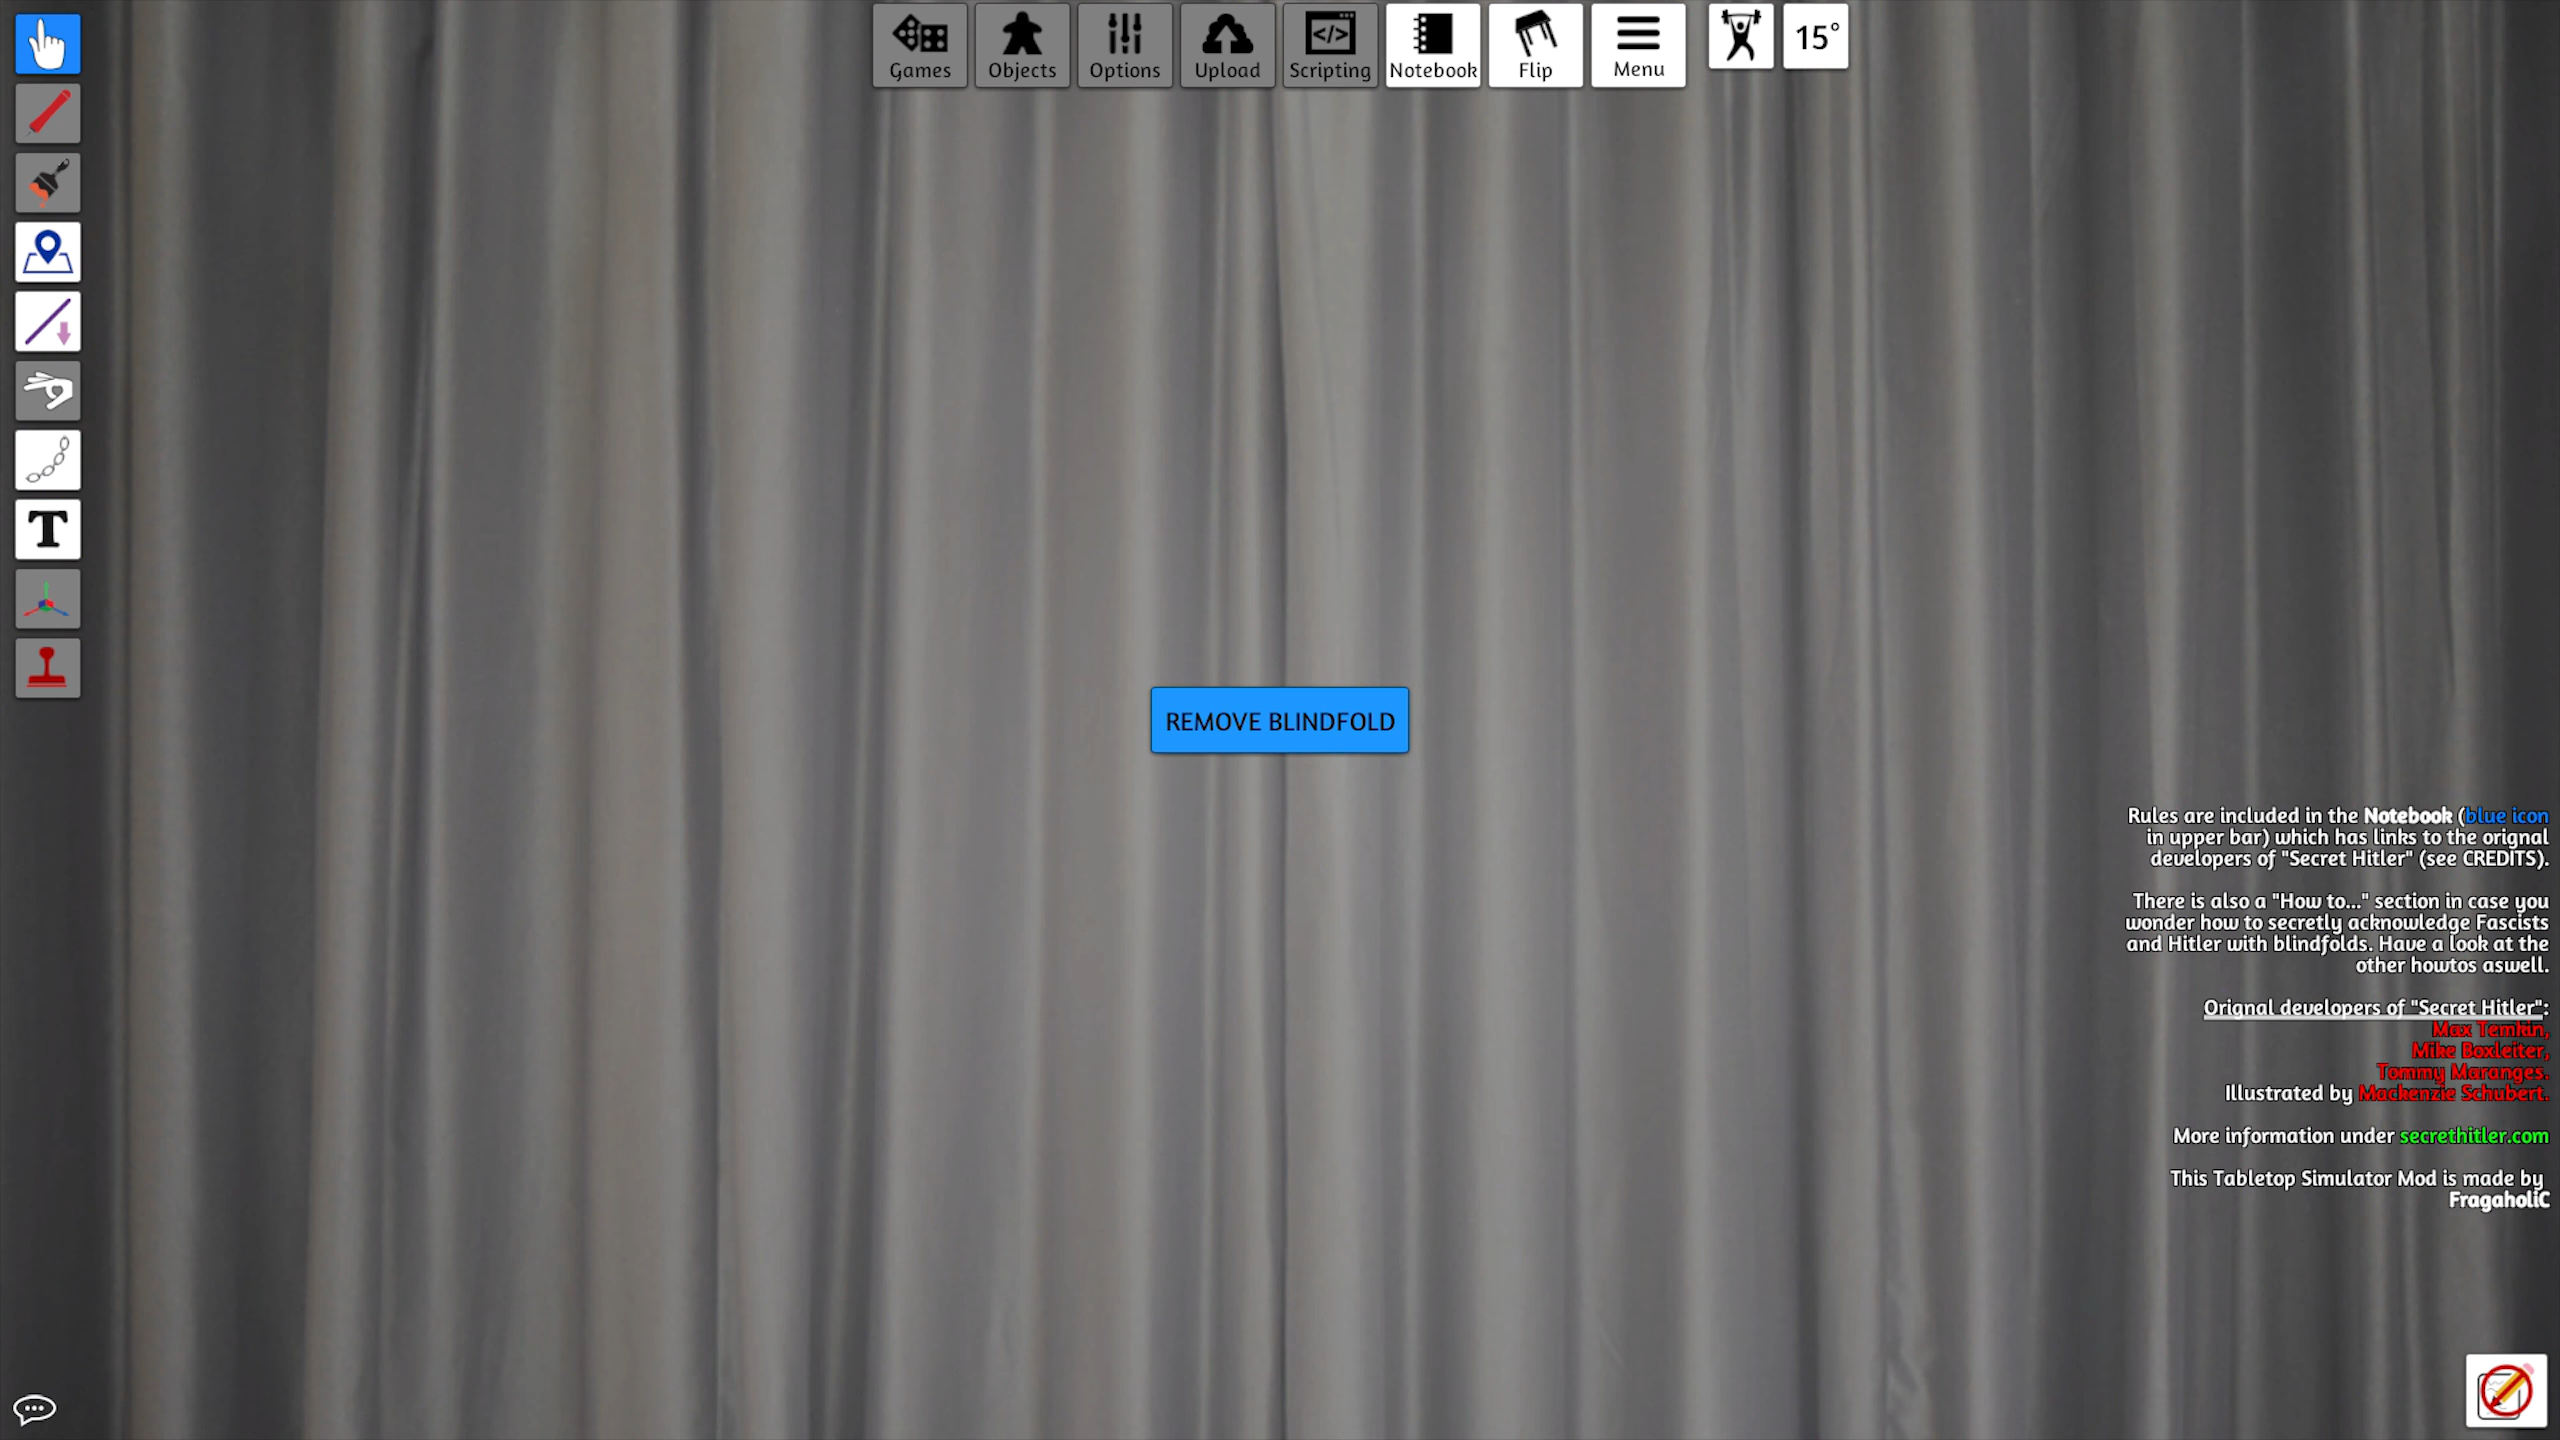 Games
Objects
Options
Upload
Scripting
Notebook
Flip
Menu
15°
T
REMOVE BLINDFOLD
Rules are included in the Notebook (blue icon
in upper bar) which has links to the orignal
developers of "Secret Hitler" (see CREDITS).
There is also a "How to..." section in case you
wonder how to secretly acknowledge Fascists
and Hitler with blindfolds. Have a look at the
other howtos aswell.
Orignal developers of "Secret Hitler":
Max Temkin,
Mike Boxleiter,
Tommy Maranges.
Illustrated by Mackenzie Schubert.
More information under secrethitler.com
This Tabletop Simulator Mod is made by
FragaholiC